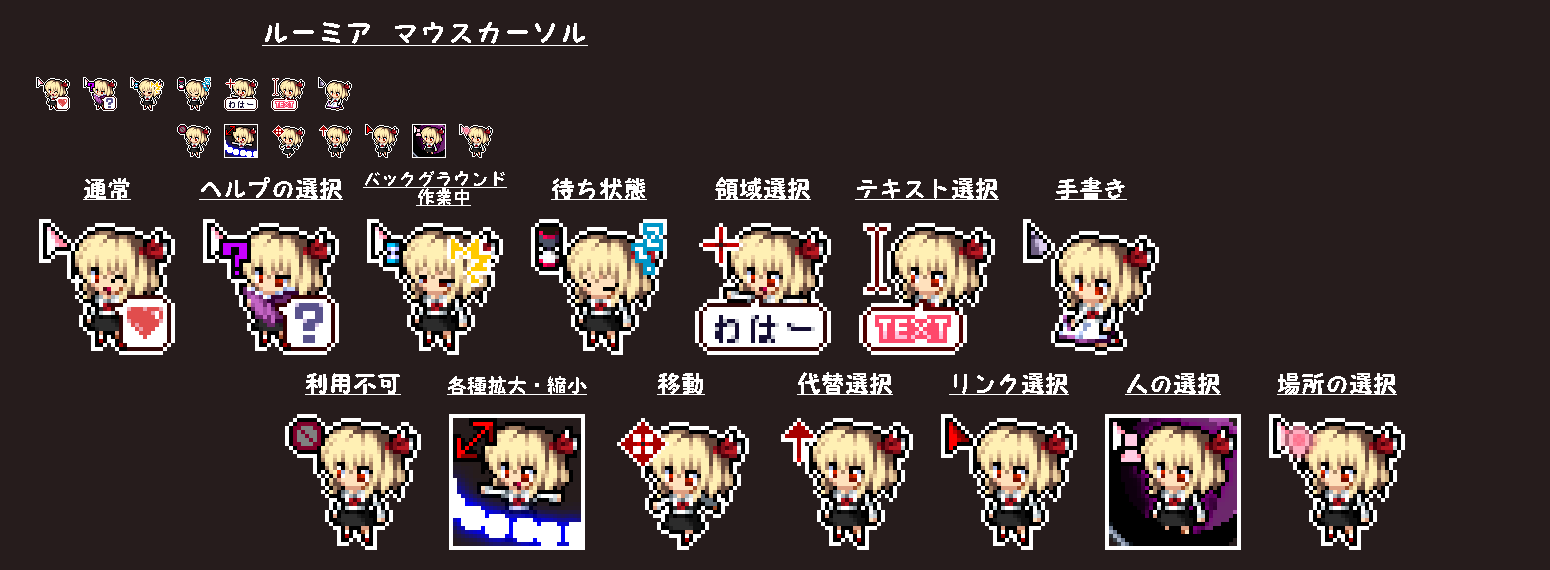 ルーミア マウスカーソル
?
わはー
TEXT
通常
ヘルプの選択
バックグラウンド
作業中
待ち状態
領域選択
テキスト選択
手書き
?
?
わはー
TEXT
利用不可
各種拡大・縮小
移動
代替選択
リンク選択
人の選択
場所の選択